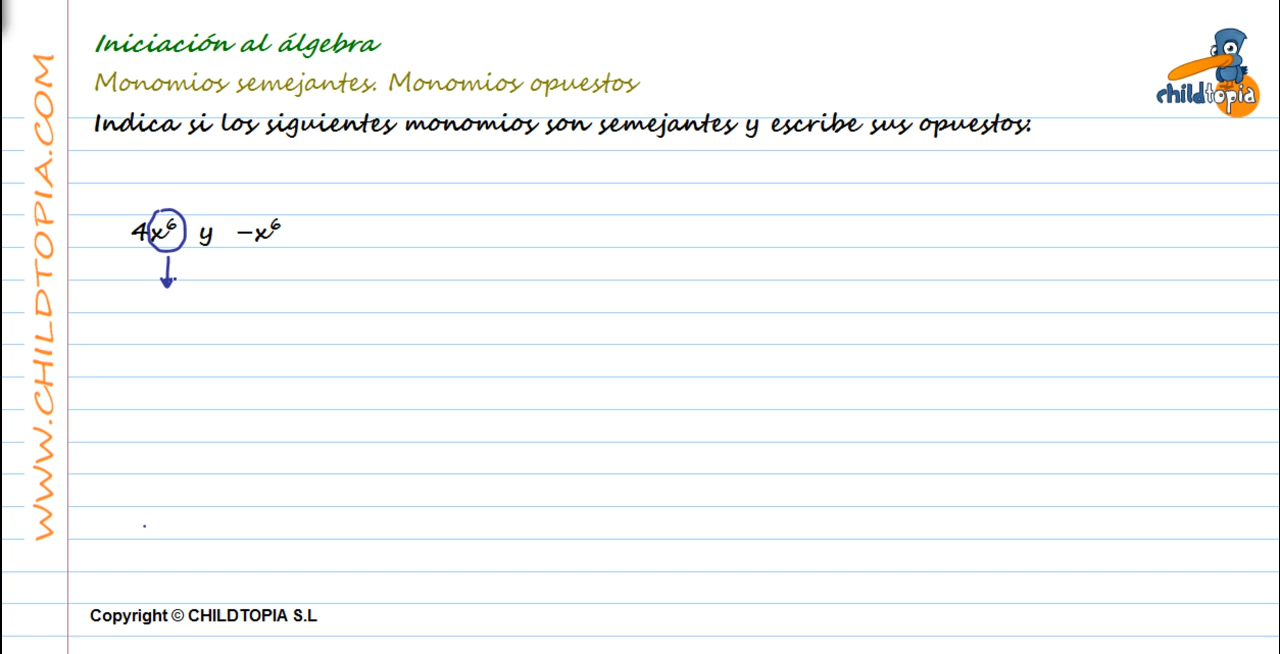 Iniciación al álgebra
Monomios semejantes. Monomios opuestos
Indica si los siguientes monomios son semejantes y escribe sus opuestos:
4x⁶ y -x⁶
WWW.CHILDTOPIA.COM
childtopia
Copyright © CHILDTOPIA S.L